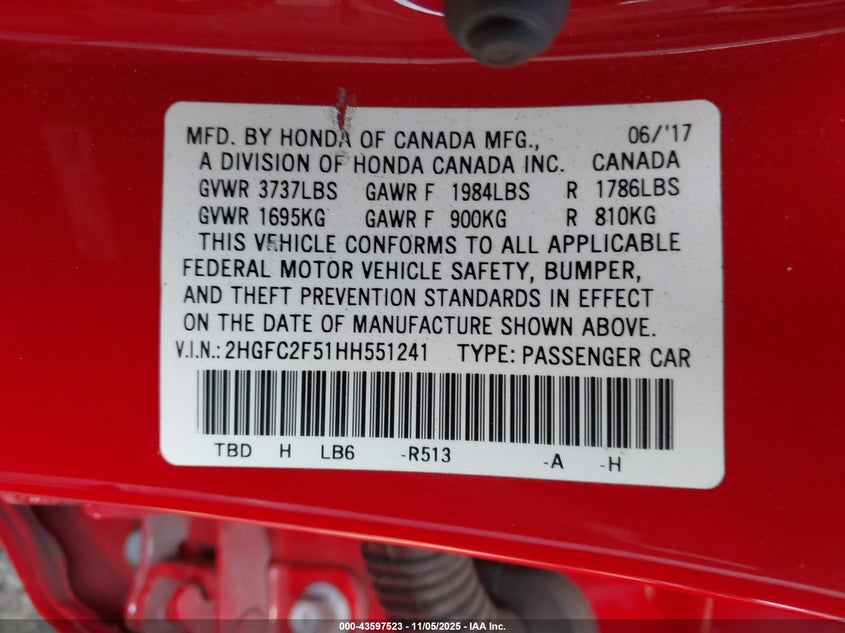 MFD. BY HONDA OF CANADA MFG., 06/'17
A DIVISION OF HONDA CANADA INC. CANADA
GVWR 3737LBS GAWR F 1984LBS R 1786LBS
GVWR 1695KG GAWR F 900KG R 810KG
THIS VEHICLE CONFORMS TO ALL APPLICABLE
FEDERAL MOTOR VEHICLE SAFETY, BUMPER,
AND THEFT PREVENTION STANDARDS IN EFFECT
ON THE DATE OF MANUFACTURE SHOWN ABOVE.
V.I.N.: 2HGFC2F51HH551241 TYPE: PASSENGER CAR
TBD H LB6 -R513 -A -H
000-43597523 | 11/05/2025 - IAA Inc.